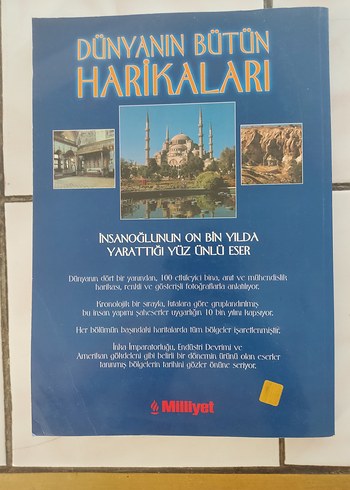 DÜNYANIN BÜTÜN
HARİKALARI
İNSANOĞLUNUN ON BİN YILDA
YARATTIĞI YÜZ ÜNLÜ ESER
Dünyanın dört bir yanından, 100 etkileyici bina, anıt ve mühendislik
harikası, renkli ve gösterişli fotoğraflarla anlatılıyor.
Kronolojik bir sırayla, kıtalara göre gruplandırılmış
bu insan yapımı şaheserler uygarlığın 10 bin yılını kapsıyor.
Her bölümün başındaki haritalarda tüm bölgeler işaretlenmiştir.
İnka İmparatorluğu, Endüstri Devrimi ve
Amerikan gökdeleni gibi belirli bir dönemin ürünü olan eserler
tanınmış bölgelerin tarihini gözler önüne seriyor.
Milliyet